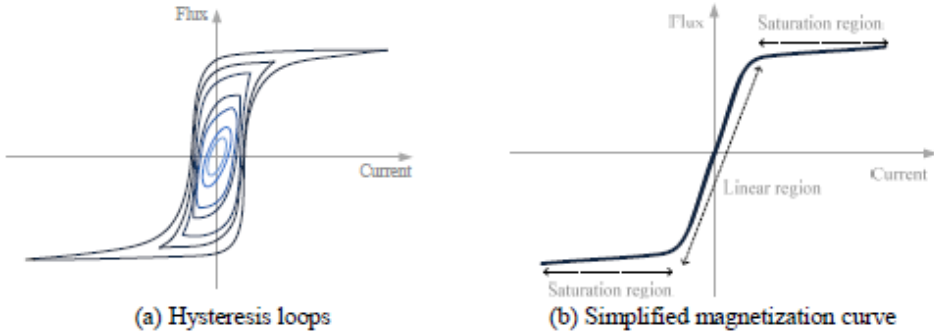 Flux
Current
(a) Hysteresis loops
Flux
Saturation region
Linear region
Current
Saturation region
(b) Simplified magnetization curve